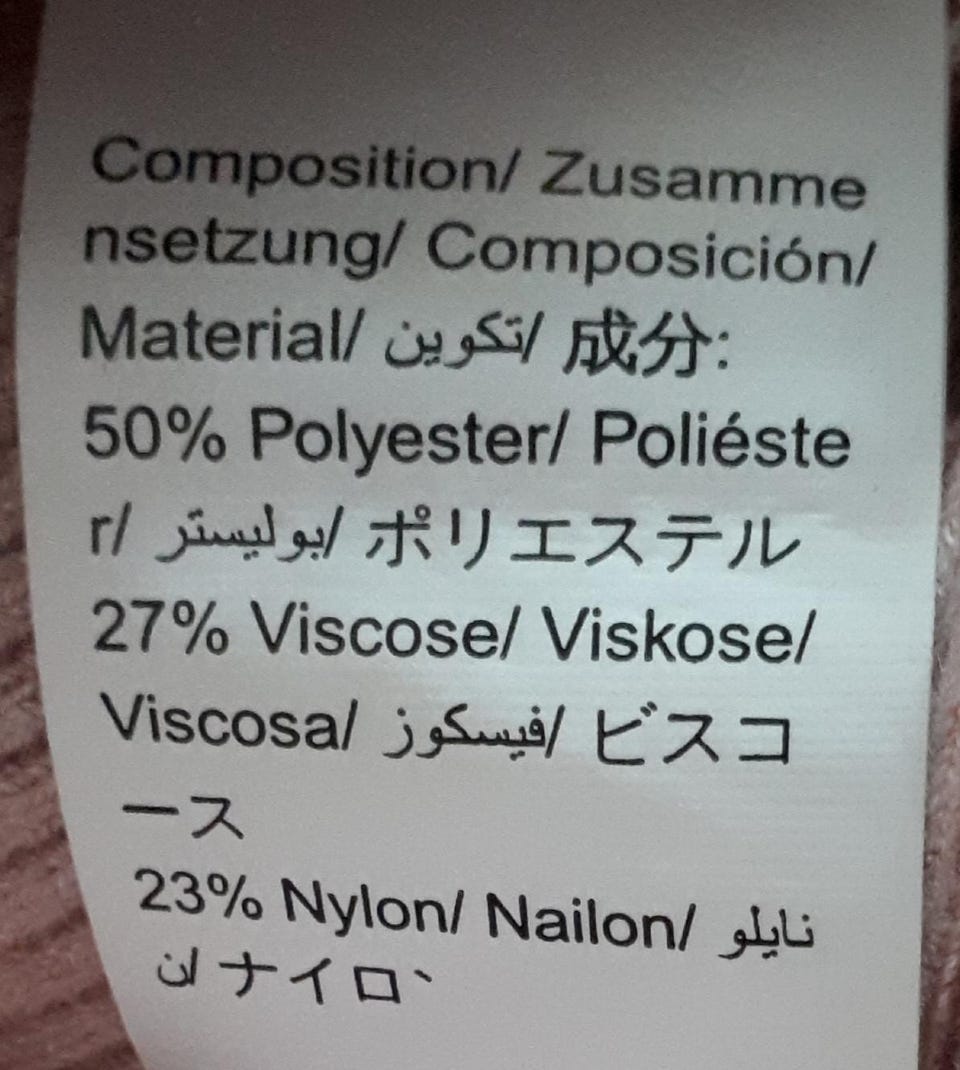 Composition/ Zusamme
nsetzung/ Composición/
Material/ تكوين/ 成分:
50% Polyester/ Poliéste
r/ بوليستر/ ポリエステル
27% Viscose/ Viskose/
Viscosa/ فيسكوز/ ビスコ
ース
23% Nylon/ Nailon/ نايلو
ن/ ナイロ